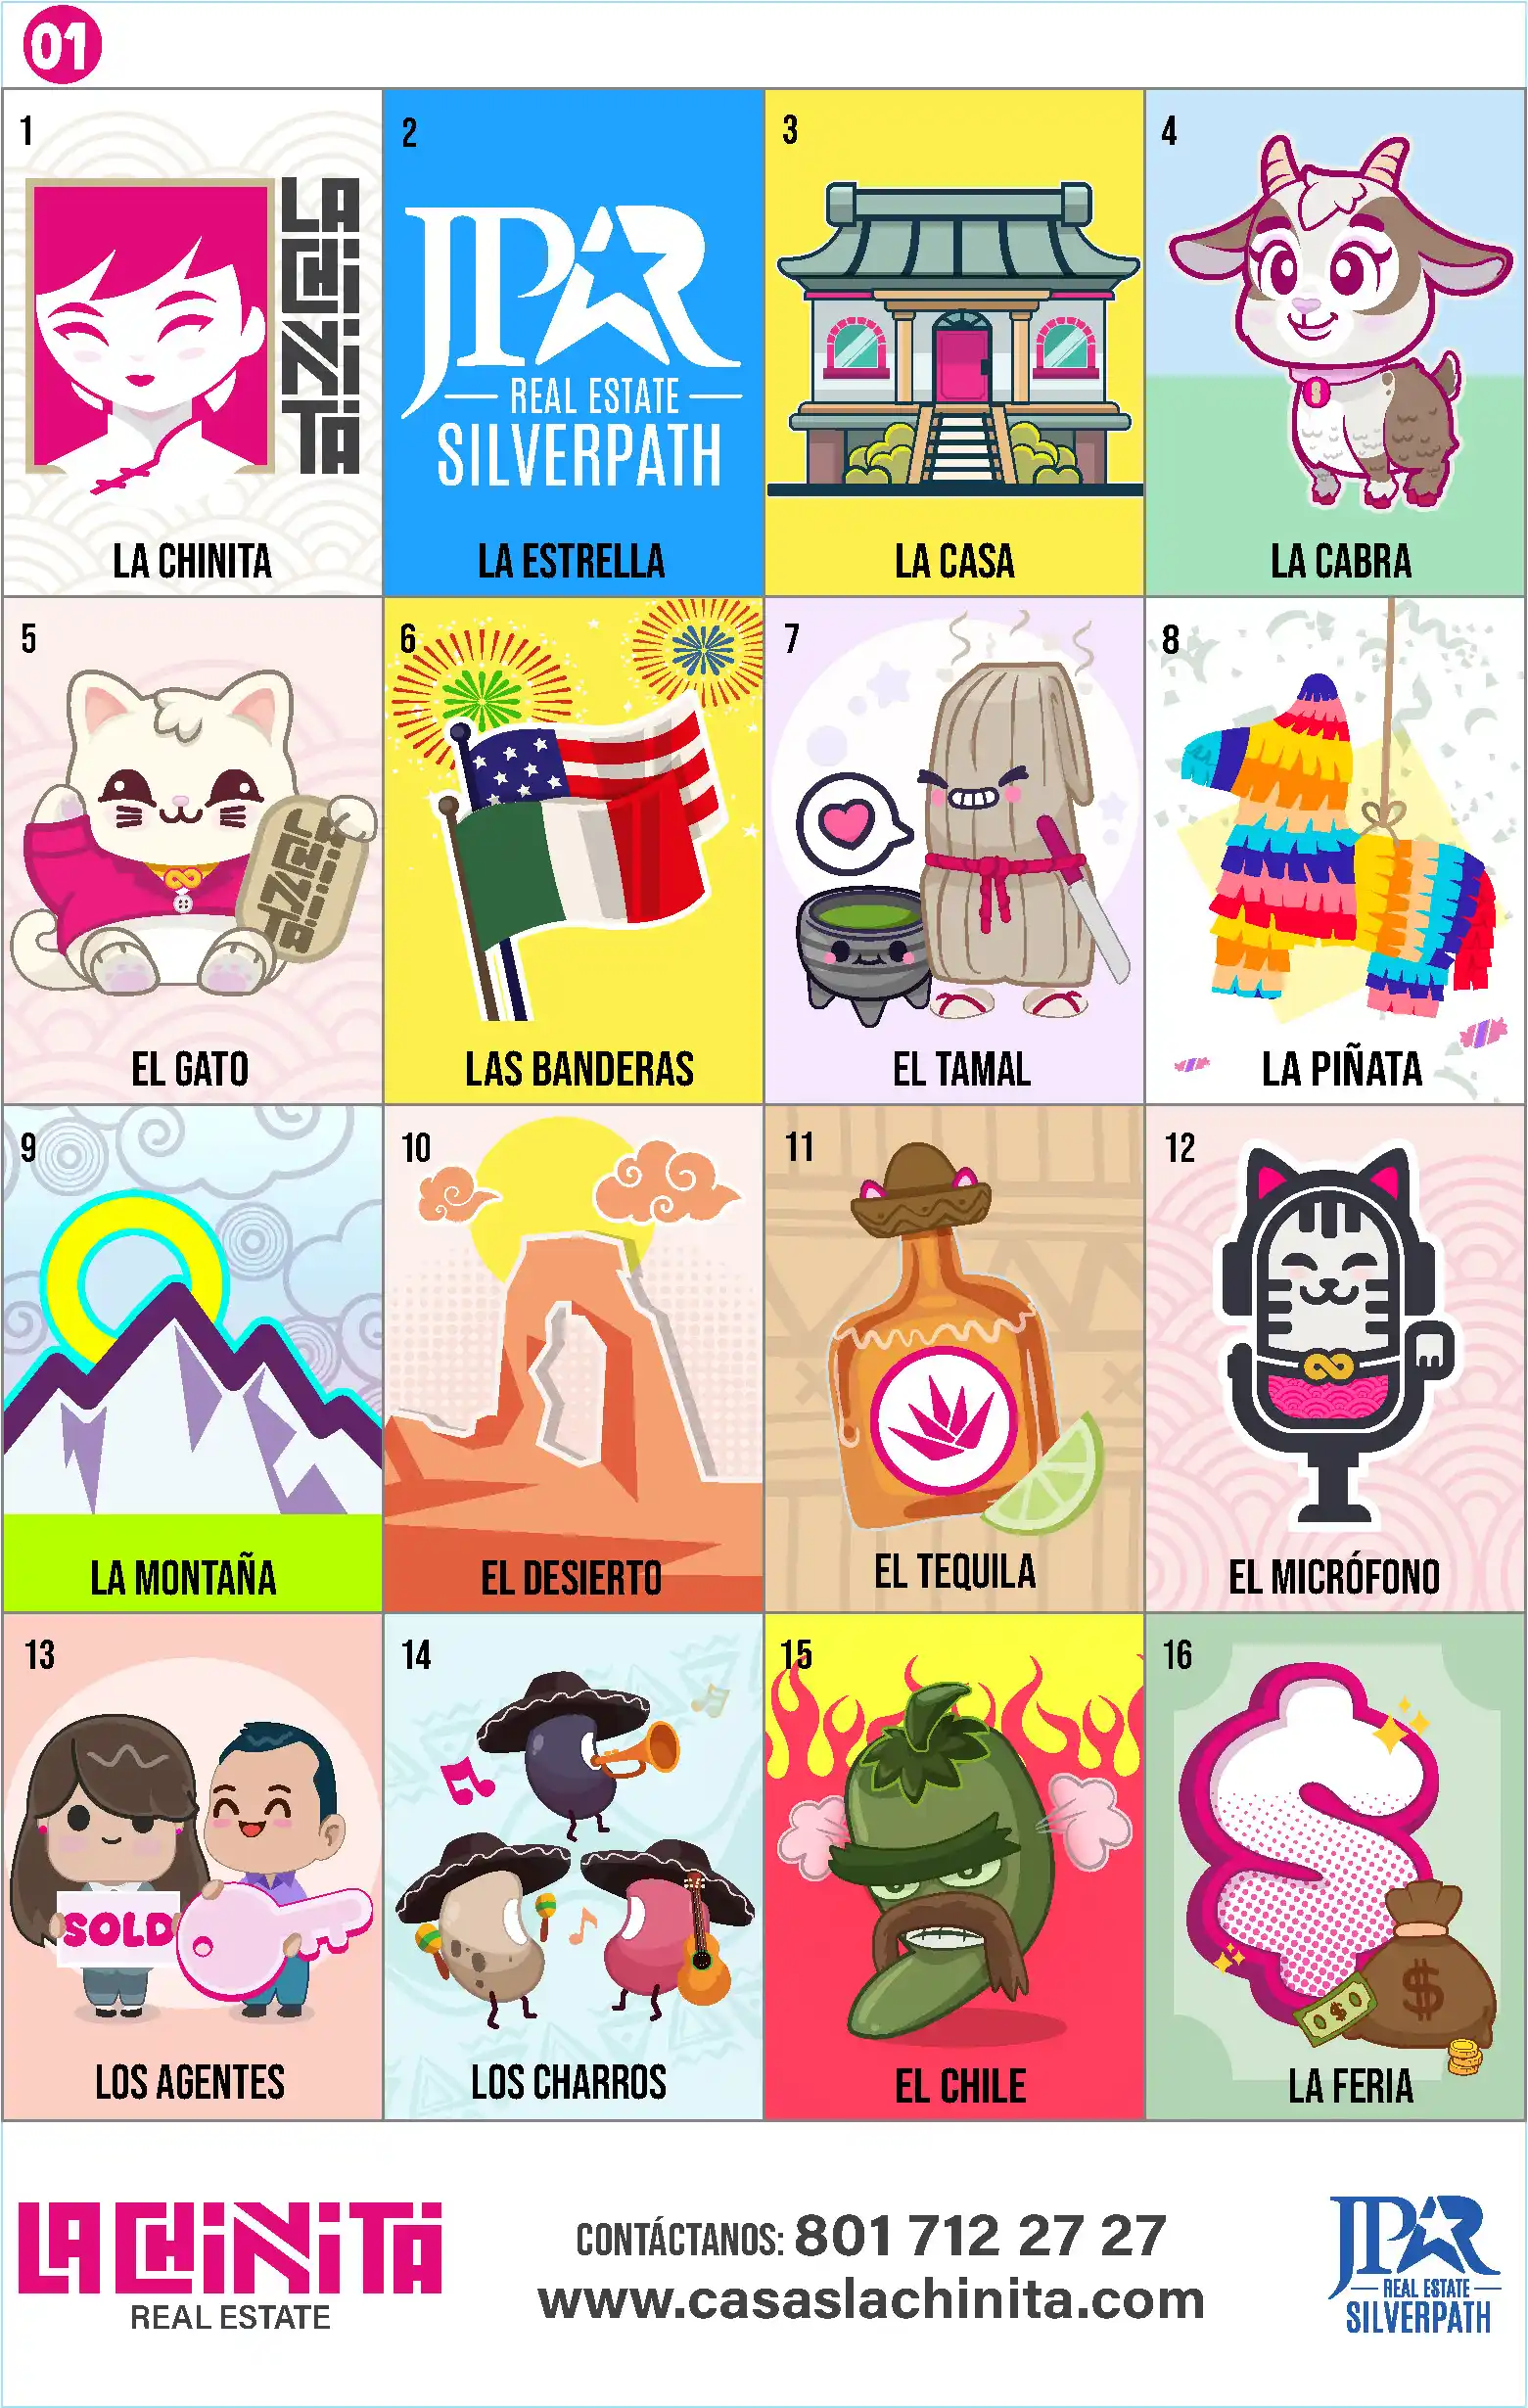 01
1
LA CHINITA
LA CHINITA
2
JPAR
REAL ESTATE
SILVERPATH
LA ESTRELLA
3
LA CASA
4
LA CABRA
5
LA CHINITA
EL GATO
6
LAS BANDERAS
7
EL TAMAL
8
LA PIÑATA
9
LA MONTAÑA
10
EL DESIERTO
11
EL TEQUILA
12
EL MICRÓFONO
13
SOLD
LOS AGENTES
14
LOS CHARROS
15
EL CHILE
16
$
$
LA FERIA
LA CHINITA
REAL ESTATE
CONTÁCTANOS: 801 712 27 27
www.casaslachinita.com
JPAR
REAL ESTATE
SILVERPATH